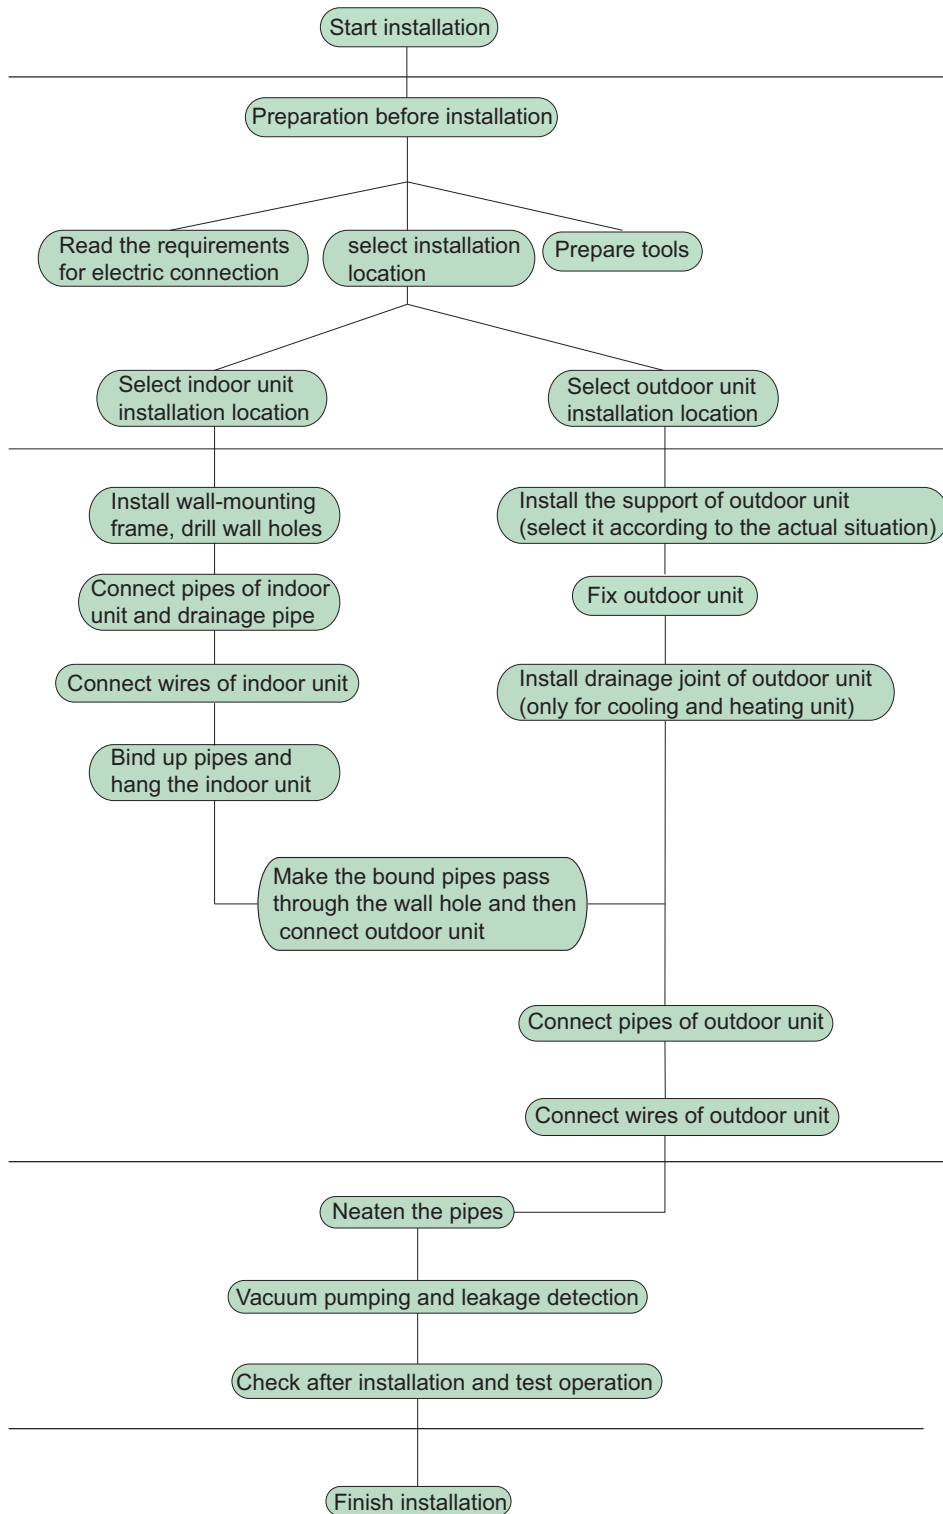 Start installation
Preparation before installation
Read the requirements
for electric connection
select installation
location
Prepare tools
Select indoor unit
installation location
Select outdoor unit
installation location
Install wall-mounting
frame, drill wall holes
Install the support of outdoor unit
(select it according to the actual situation)
Connect pipes of indoor
unit and drainage pipe
Fix outdoor unit
Connect wires of indoor unit
Install drainage joint of outdoor unit
(only for cooling and heating unit)
Bind up pipes and
hang the indoor unit
Make the bound pipes pass
through the wall hole and then
connect outdoor unit
Connect pipes of outdoor unit
Connect wires of outdoor unit
Neaten the pipes
Vacuum pumping and leakage detection
Check after installation and test operation
Finish installation